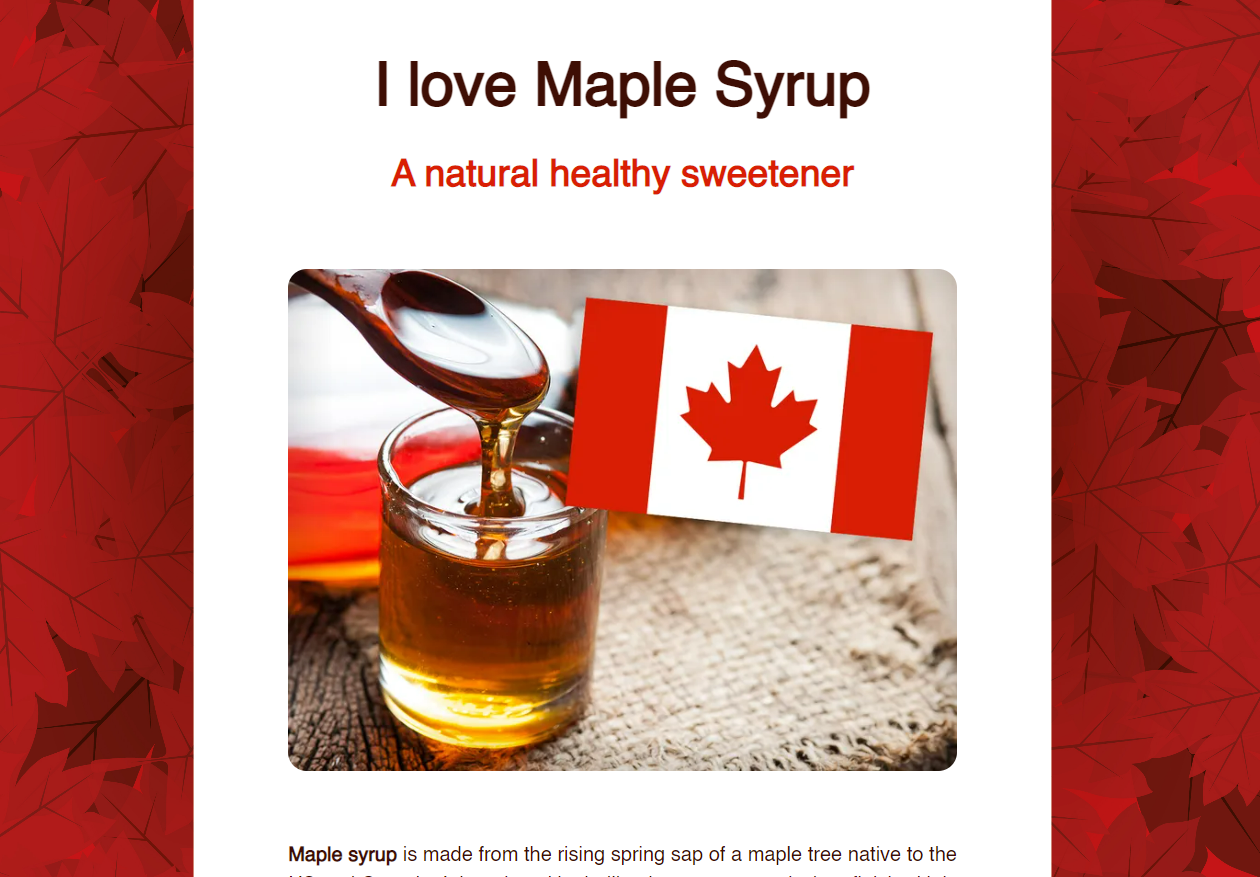 I love Maple Syrup
A natural healthy sweetener
Maple syrup is made from the rising spring sap of a maple tree native to the